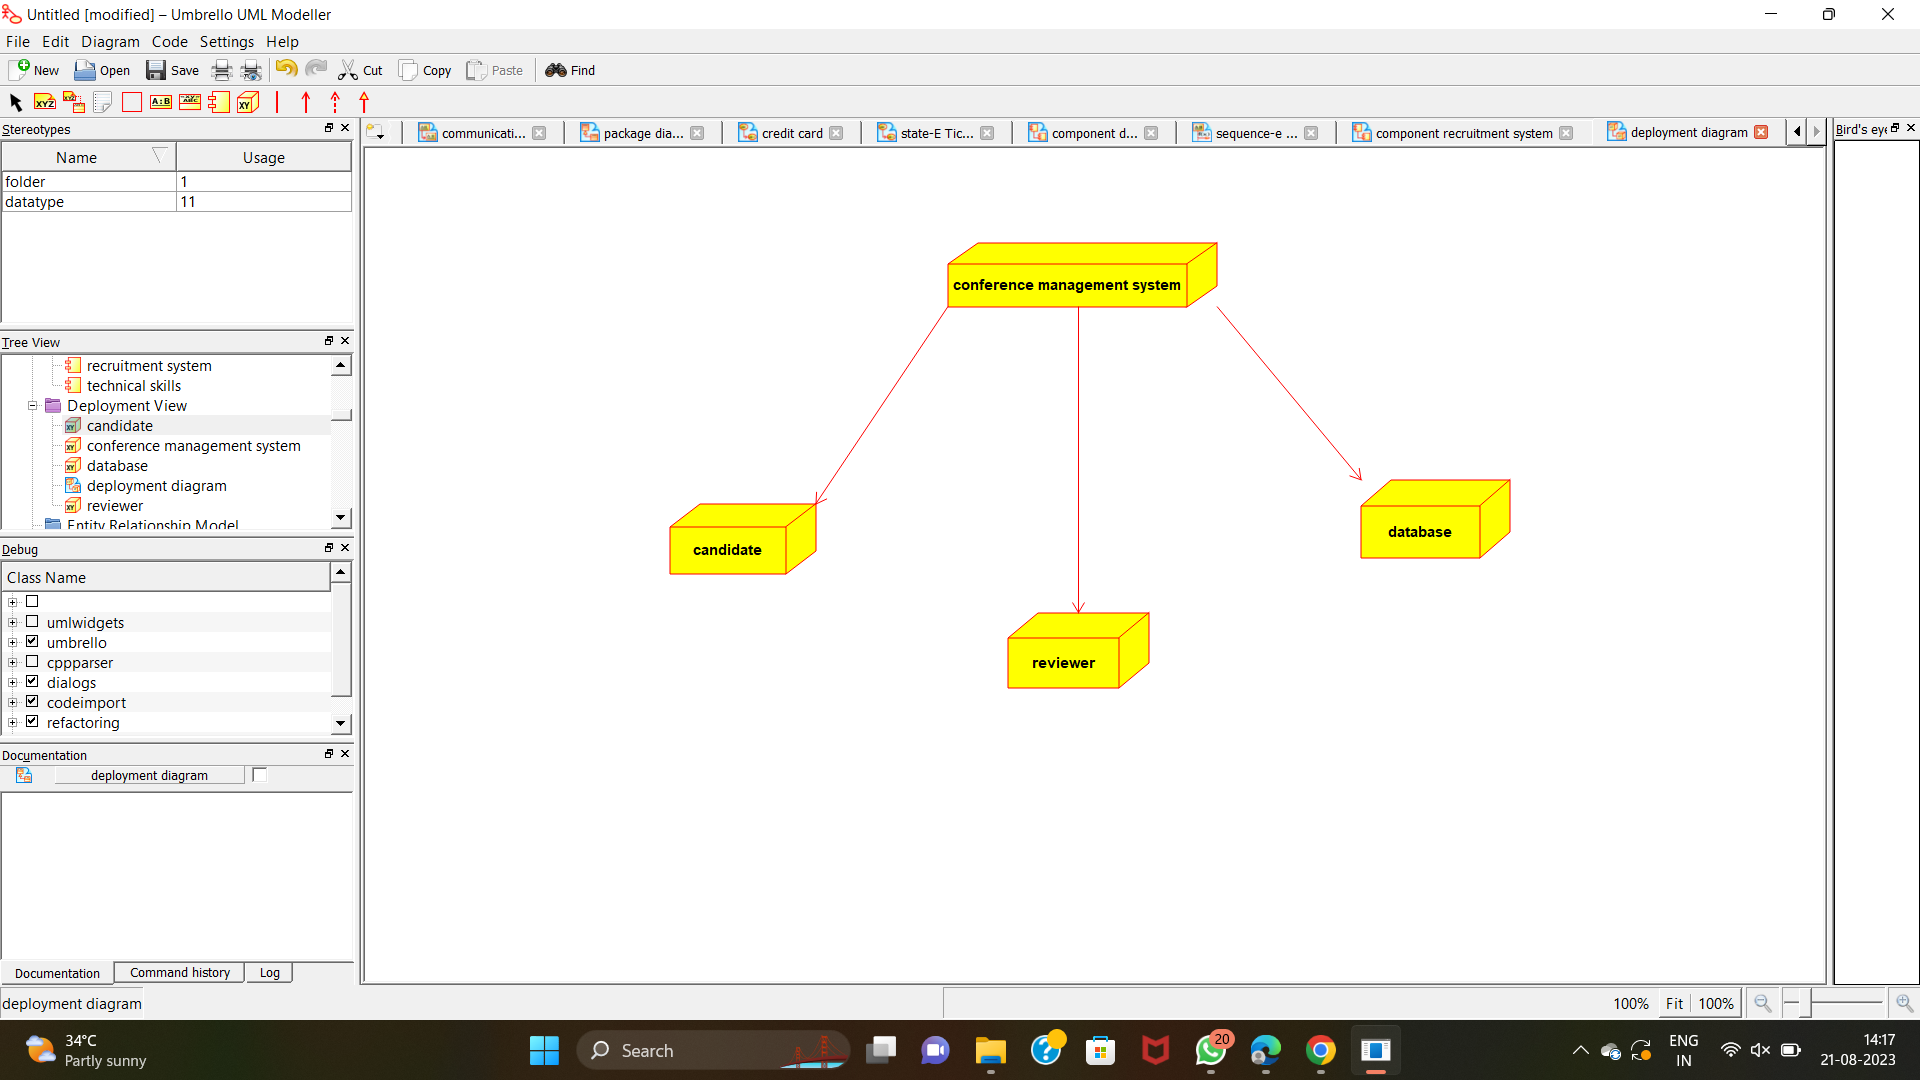 Untitled [modified] – Umbrello UML Modeller
File Edit Diagram Code Settings Help
New Open Save Cut Copy Paste Find
Stereotypes
Name Usage
folder 1
datatype 11
Tree View
recruitment system
technical skills
Deployment View
candidate
conference management system
database
deployment diagram
reviewer
Entity Relationship Model
Debug
Class Name
umlwidgets
umbrello
cppparser
dialogs
codeimport
refactoring
Documentation
deployment diagram
Documentation Command history Log
communicati... package dia... credit card state-E Tic... component d... sequence-e ... component recruitment system deployment diagram
Bird's eye
conference management system
candidate
database
reviewer
deployment diagram
100% Fit 100%
34°C
Partly sunny
Search
20
ENG
IN
14:17
21-08-2023